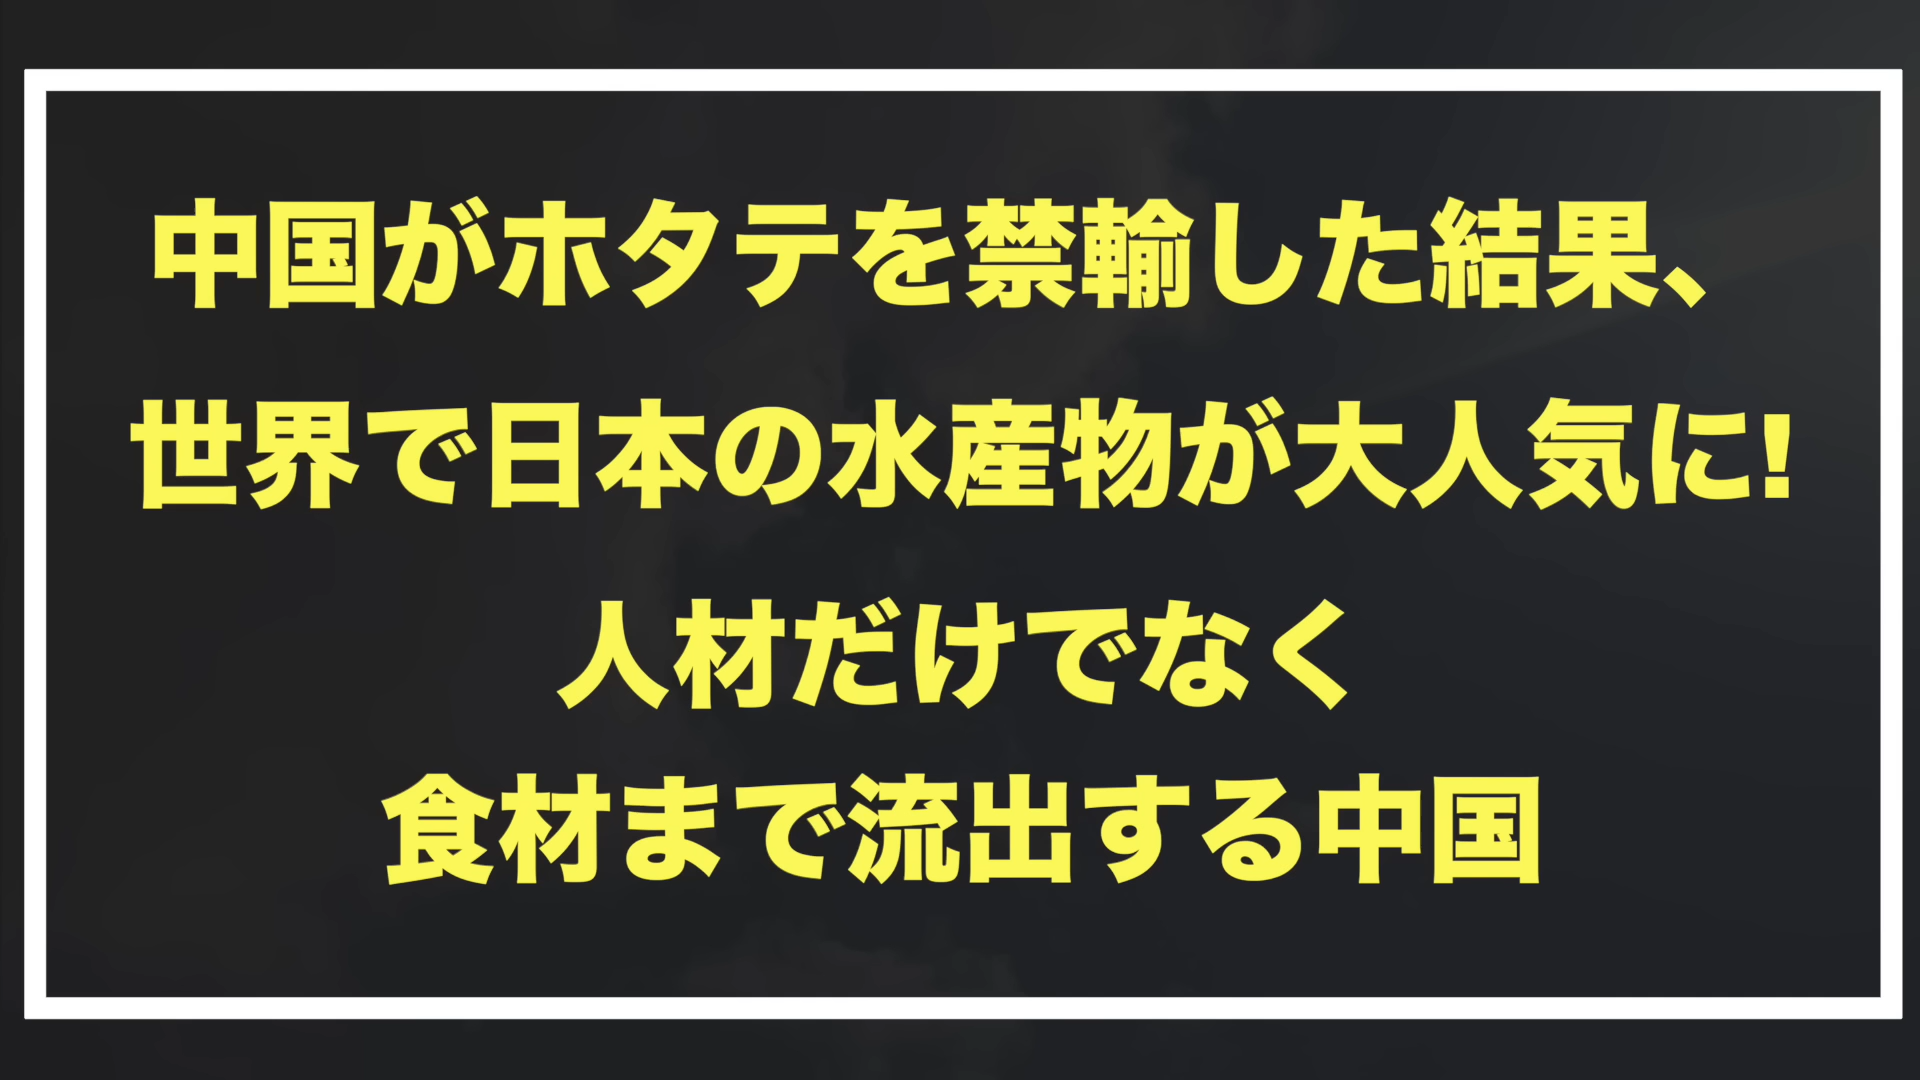 中国がホタテを禁輸した結果、
世界で日本の水産物が大人気に!
人材だけでなく
食材まで流出する中国